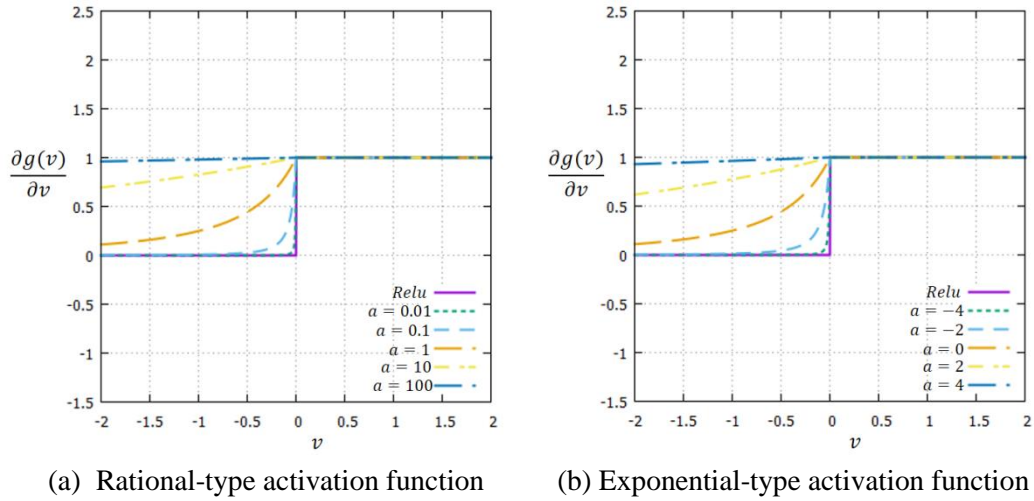 2.5
2
1.5
1
0.5
0
-0.5
-1
-1.5
∂g(v)
∂v
Relu
a = 0.01
a = 0.1
a = 1
a = 10
a = 100
-2 -1.5 -1 -0.5 0 0.5 1 1.5 2
v
(a) Rational-type activation function
2.5
2
1.5
1
0.5
0
-0.5
-1
-1.5
∂g(v)
∂v
Relu
a = −4
a = −2
a = 0
a = 2
a = 4
-2 -1.5 -1 -0.5 0 0.5 1 1.5 2
v
(b) Exponential-type activation function